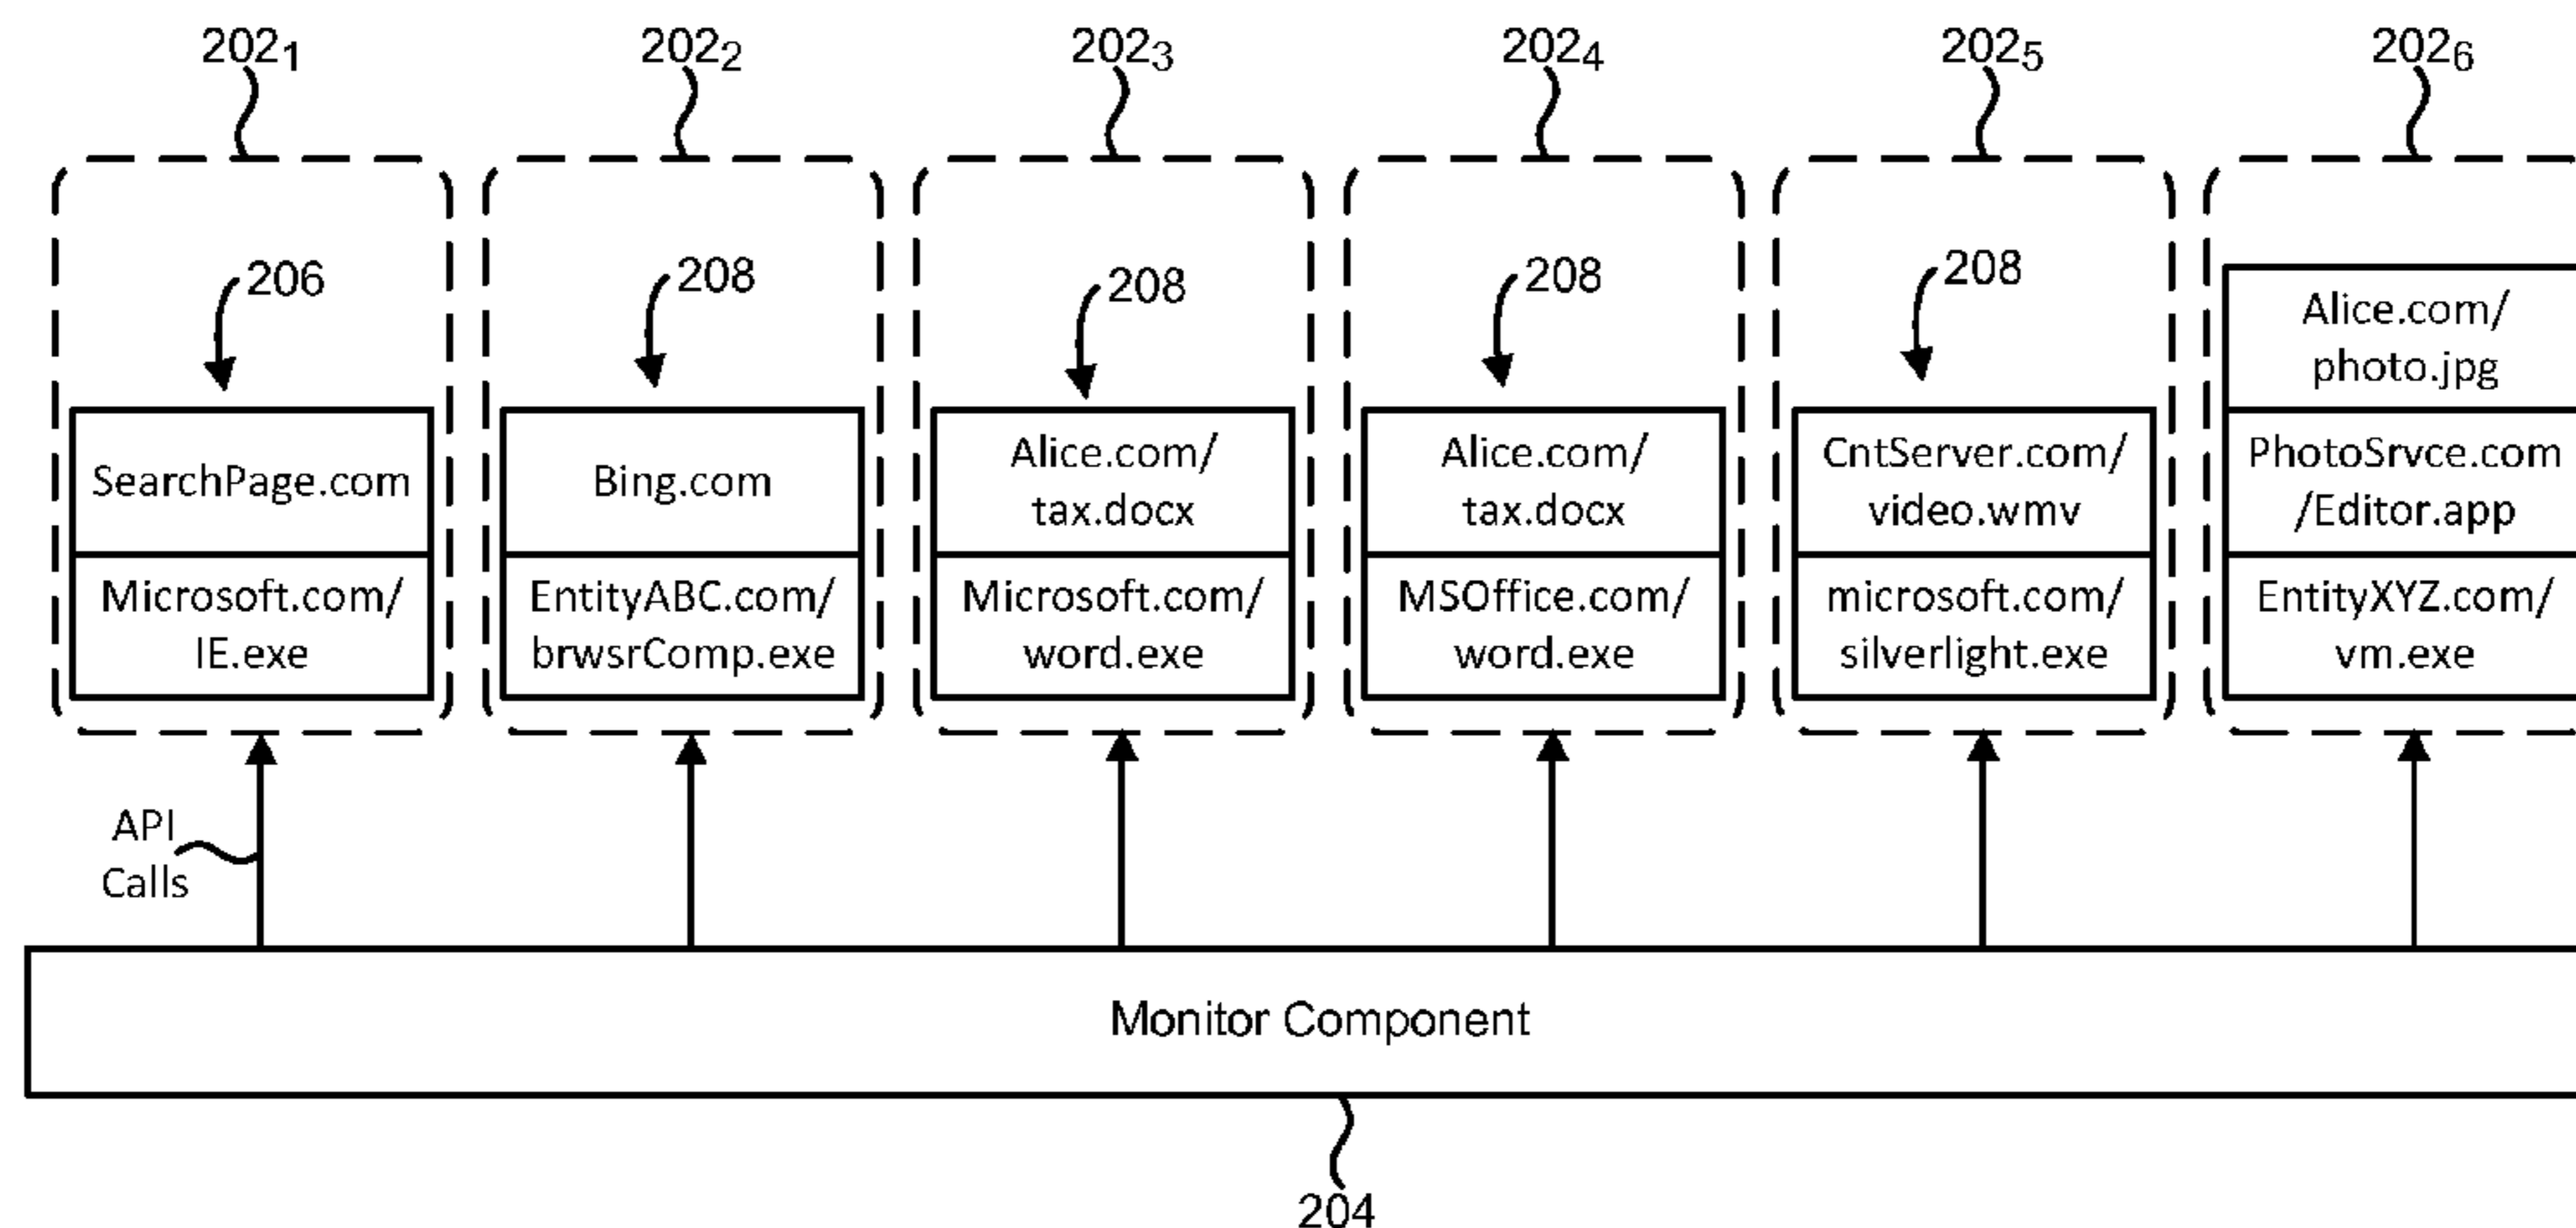 202₁ 202₂ 202₃ 202₄ 202₅ 202₆
206 208 208 208 208
SearchPage.com
Microsoft.com/
IE.exe
Bing.com
EntityABC.com/
brwsrComp.exe
Alice.com/
tax.docx
Microsoft.com/
word.exe
Alice.com/
tax.docx
MSOffice.com/
word.exe
CntServer.com/
video.wmv
microsoft.com/
silverlight.exe
Alice.com/
photo.jpg
PhotoSrvce.com
/Editor.app
EntityXYZ.com/
vm.exe
API
Calls
Monitor Component
204